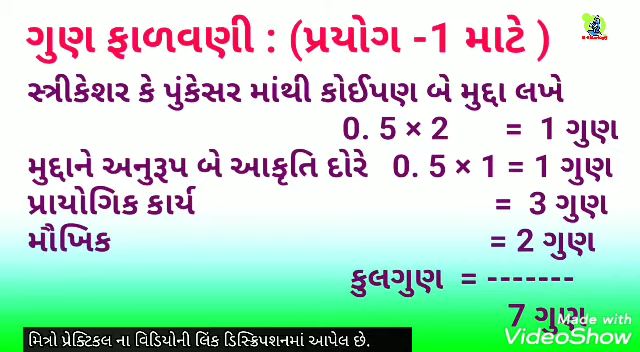 ગુણ ફાળવણી : (પ્રયોગ -1 માટે )
સ્ત્રીકેશર કે પુંકેસર માંથી કોઈપણ બે મુદ્દા લખે
0. 5 × 2 = 1 ગુણ
મુદ્દાને અનુરૂપ બે આકૃતિ દોરે 0. 5 × 1 = 1 ગુણ
પ્રાયોગિક કાર્ય = 3 ગુણ
મૌખિક = 2 ગુણ
કુલગુણ = -------
7 ગુણ
Made with
VideoShow
મિત્રો પ્રેક્ટિકલ ના વિડિયોની લિંક ડિસ્ક્રિપશનમાં આપેલ છે.